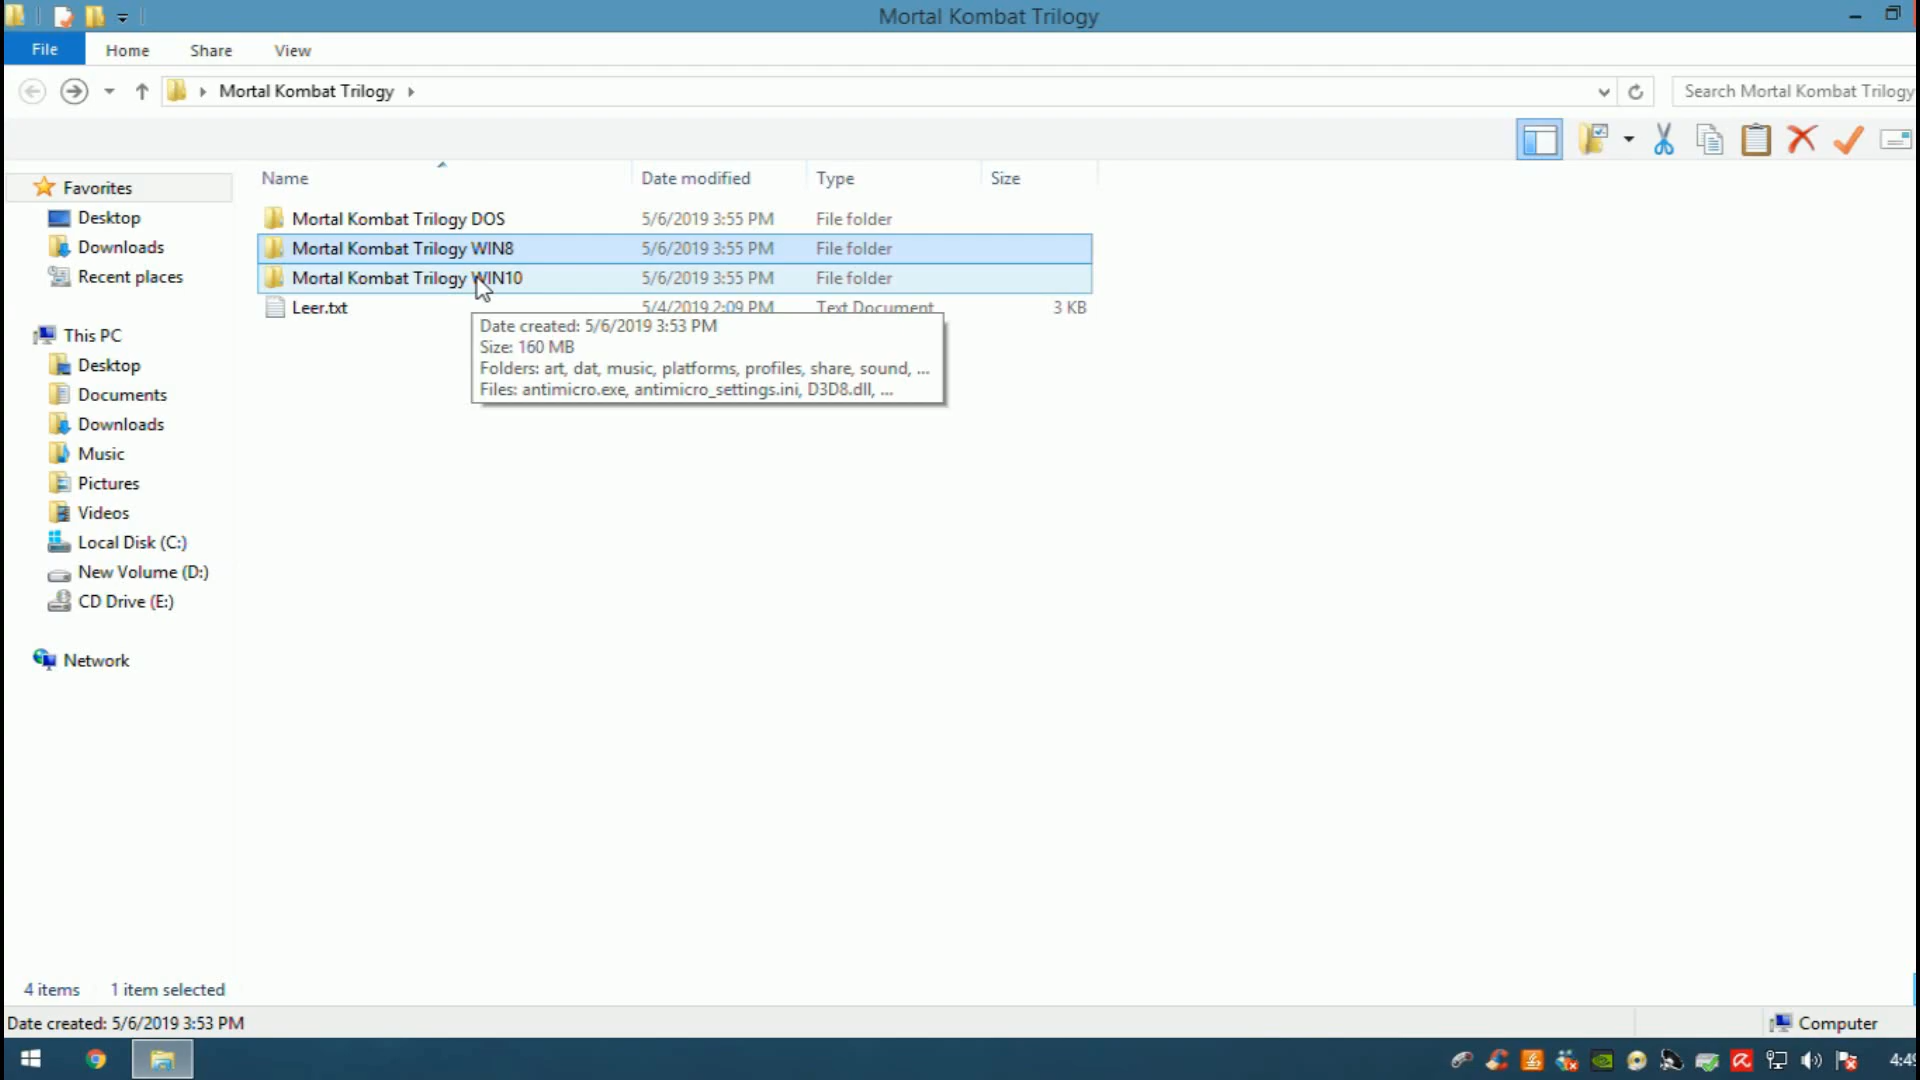 Mortal Kombat Trilogy
File Home Share View
Mortal Kombat Trilogy
Search Mortal Kombat Trilogy
Name Date modified Type Size
Favorites
Desktop
Downloads
Recent places
This PC
Desktop
Documents
Downloads
Music
Pictures
Videos
Local Disk (C:)
New Volume (D:)
CD Drive (E:)
Network
Mortal Kombat Trilogy DOS 5/6/2019 3:55 PM File folder
Mortal Kombat Trilogy WIN8 5/6/2019 3:55 PM File folder
Mortal Kombat Trilogy WIN10 5/6/2019 3:55 PM File folder
Leer.txt 5/4/2019 2:09 PM Text Document 3 KB
Date created: 5/6/2019 3:53 PM
Size: 160 MB
Folders: art, dat, music, platforms, profiles, share, sound, ...
Files: antimicro.exe, antimicro_settings.ini, D3D8.dll, ...
4 items 1 item selected
Date created: 5/6/2019 3:53 PM Computer